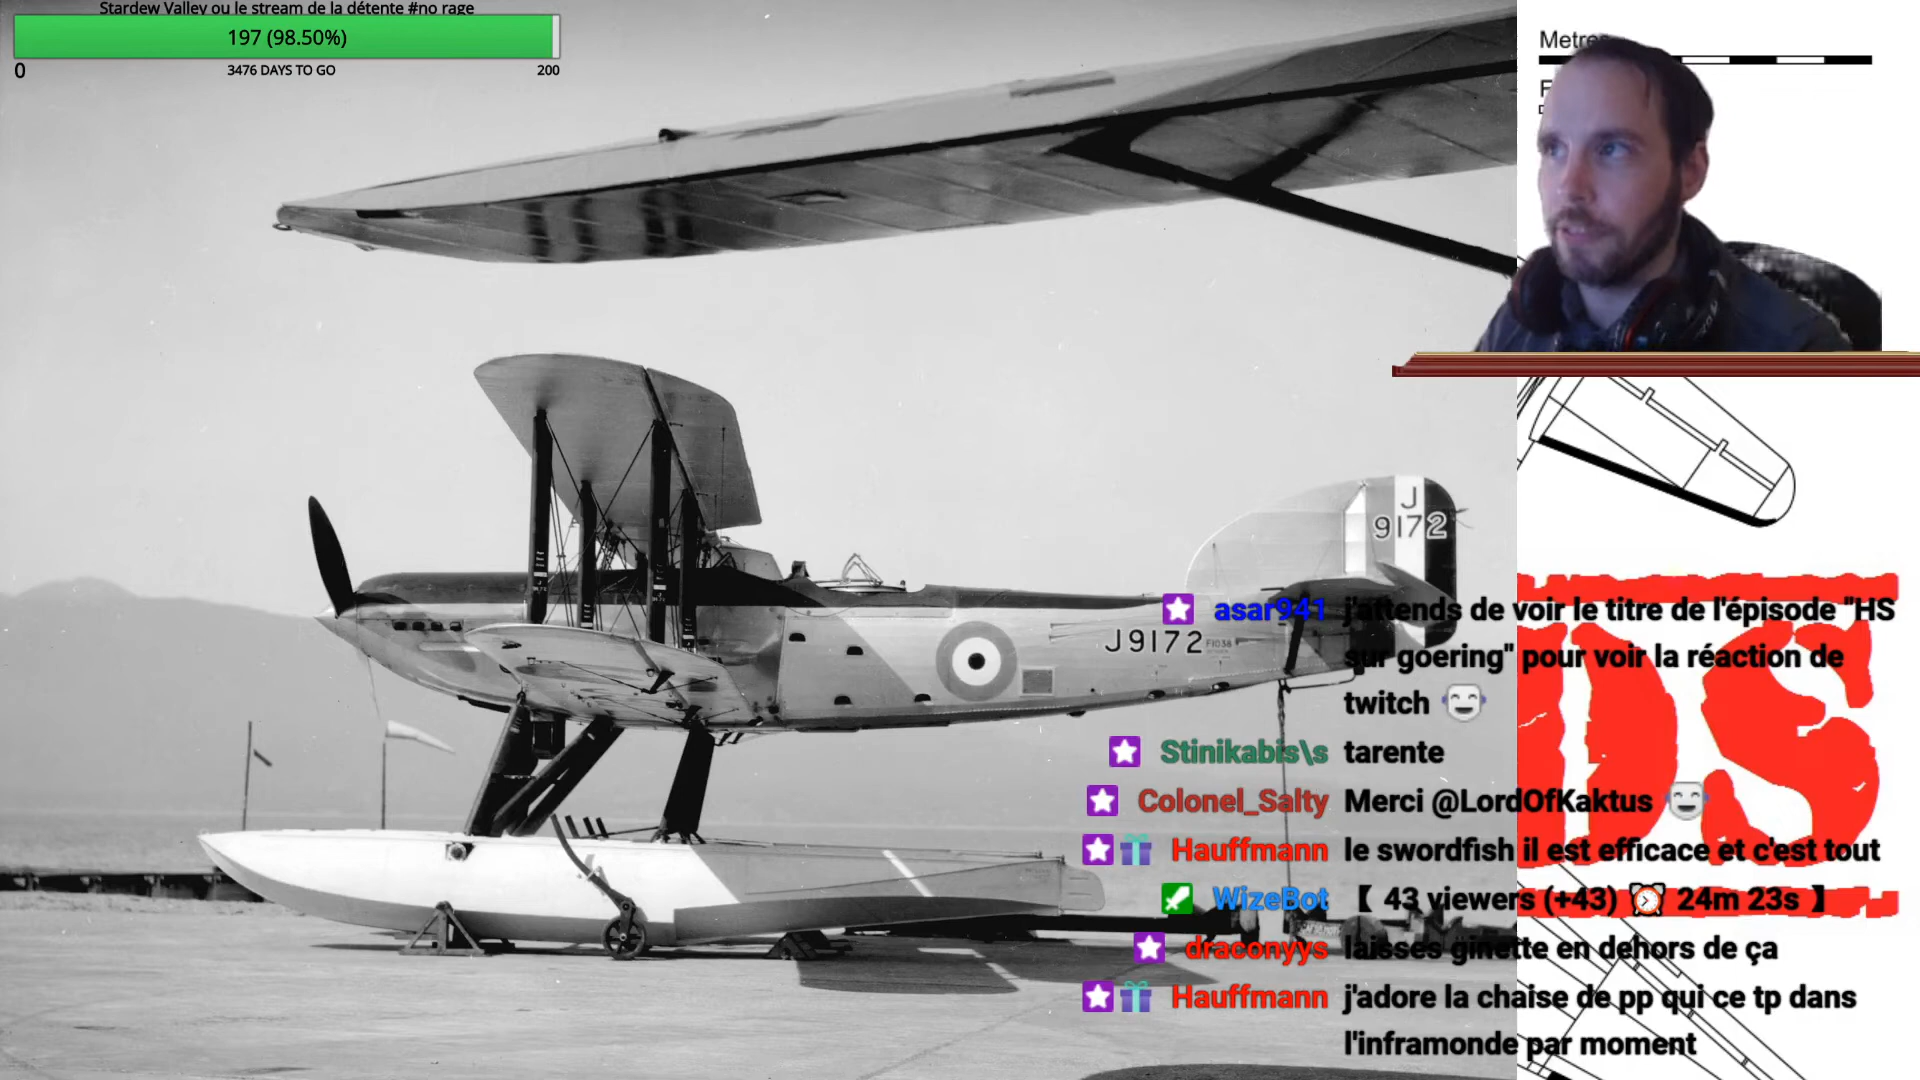 Stardew Valley ou le stream de la détente #no rage
197 (98.50%)
0
3476 DAYS TO GO
200
Metres
F
J
9172
J9172
F1038
asar941 j'attends de voir le titre de l'épisode "HS
sur goering" pour voir la réaction de
twitch
Stinikabis\s tarente
Colonel_Salty Merci @LordOfKaktus
Hauffmann le swordfish il est efficace et c'est tout
WizeBot 【 43 viewers (+43) ⏰ 24m 23s 】
draconyys laisses ginette en dehors de ça
Hauffmann j'adore la chaise de pp qui ce tp dans
l'inframonde par moment
DS